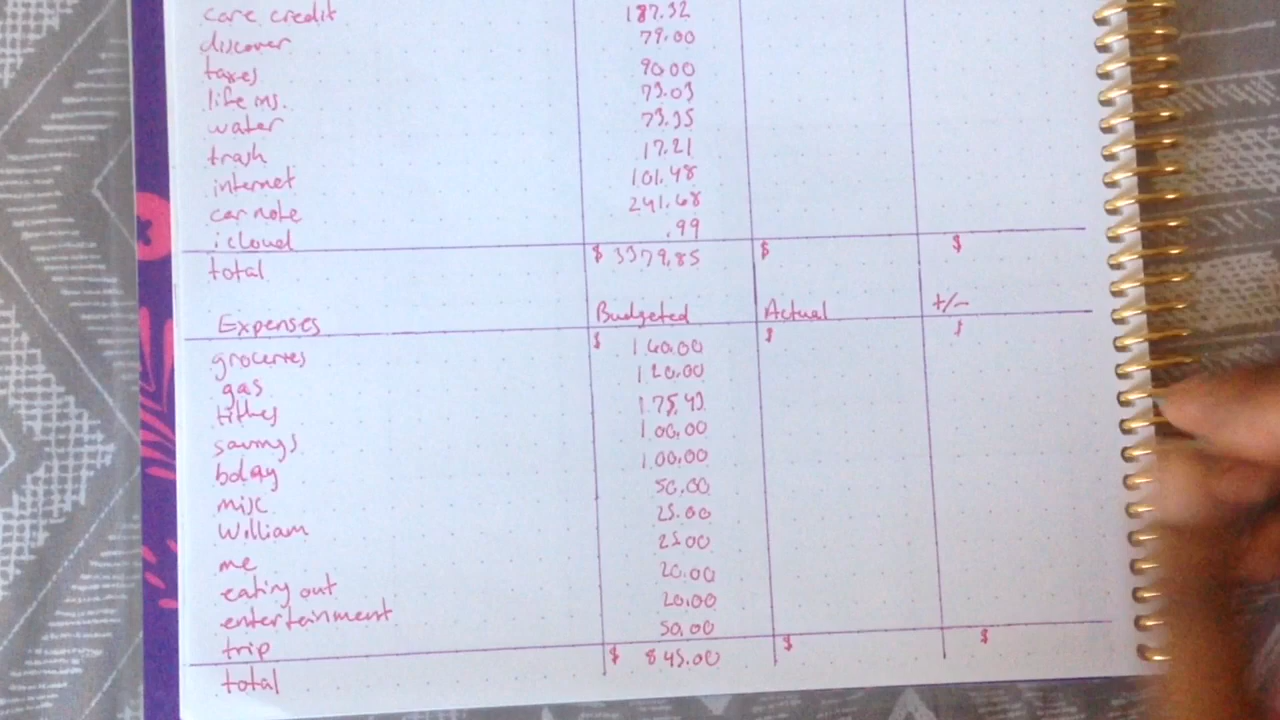 care credit 187.32
discover 79.00
taxes 90.00
life ins. 73.03
water 73.35
trash 17.21
internet 101.48
car note 241.68
icloud .99
total $ 3379.85 $ $
Expenses Budgeted Actual +/-
groceries $ 160.00 $ $
gas 120.00
tithes 175.43
savings 100.00
bday 100.00
misc 50.00
William 25.00
me 25.00
eating out 20.00
entertainment 20.00
trip 50.00
total $ 845.00 $ $